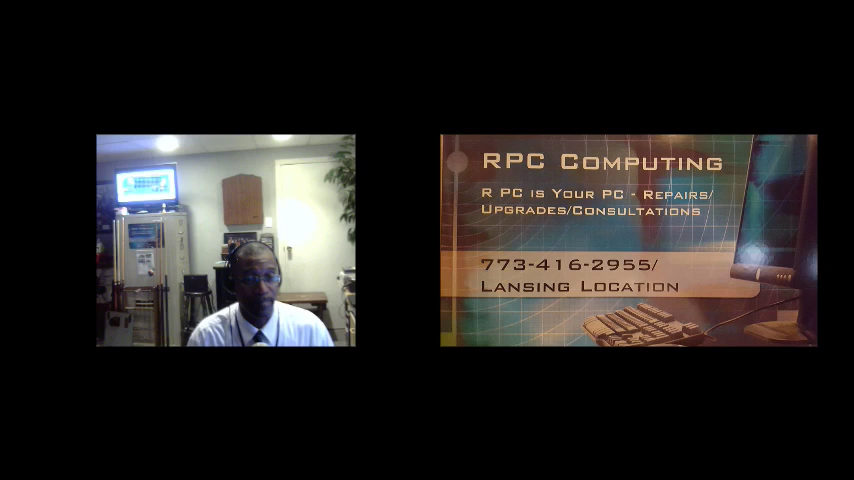 RPC Computing
R PC is Your PC - Repairs/
Upgrades/Consultations
773-416-2955/
Lansing Location